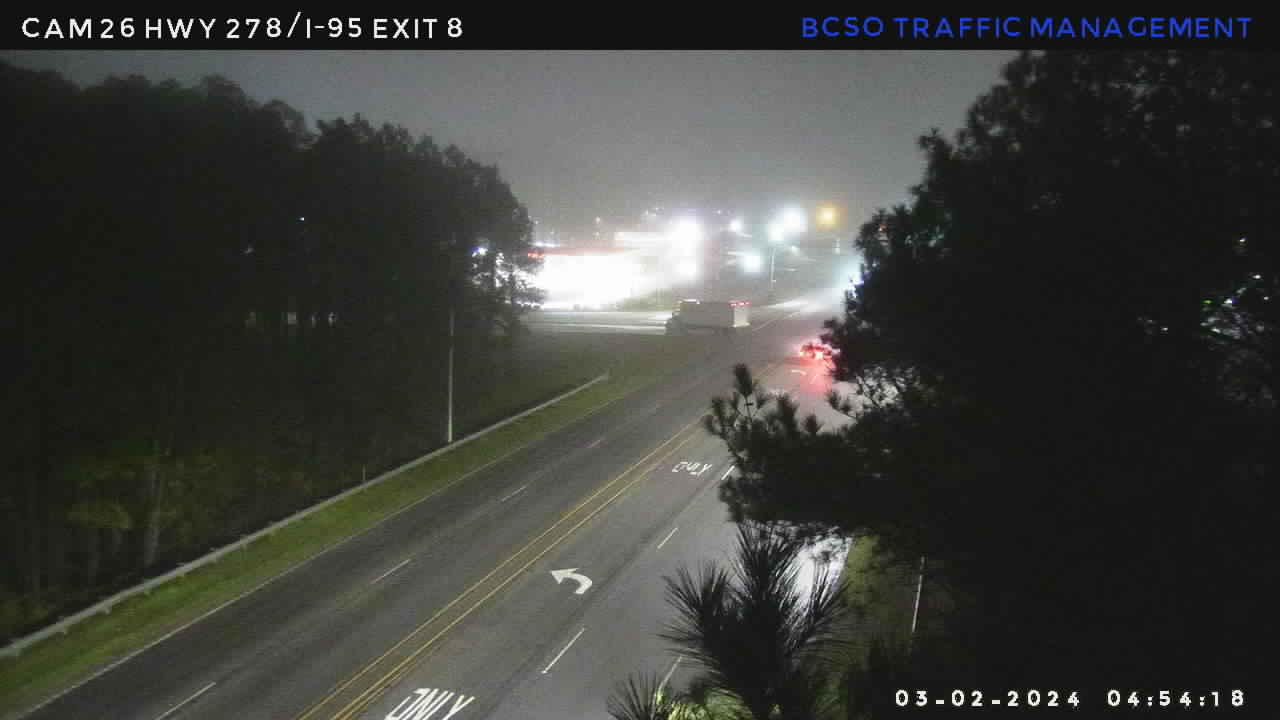 CAM 26 HWY 278/I-95 EXIT 8
BCSO TRAFFIC MANAGEMENT
ONLY
ONLY
03-02-2024 04:54:18